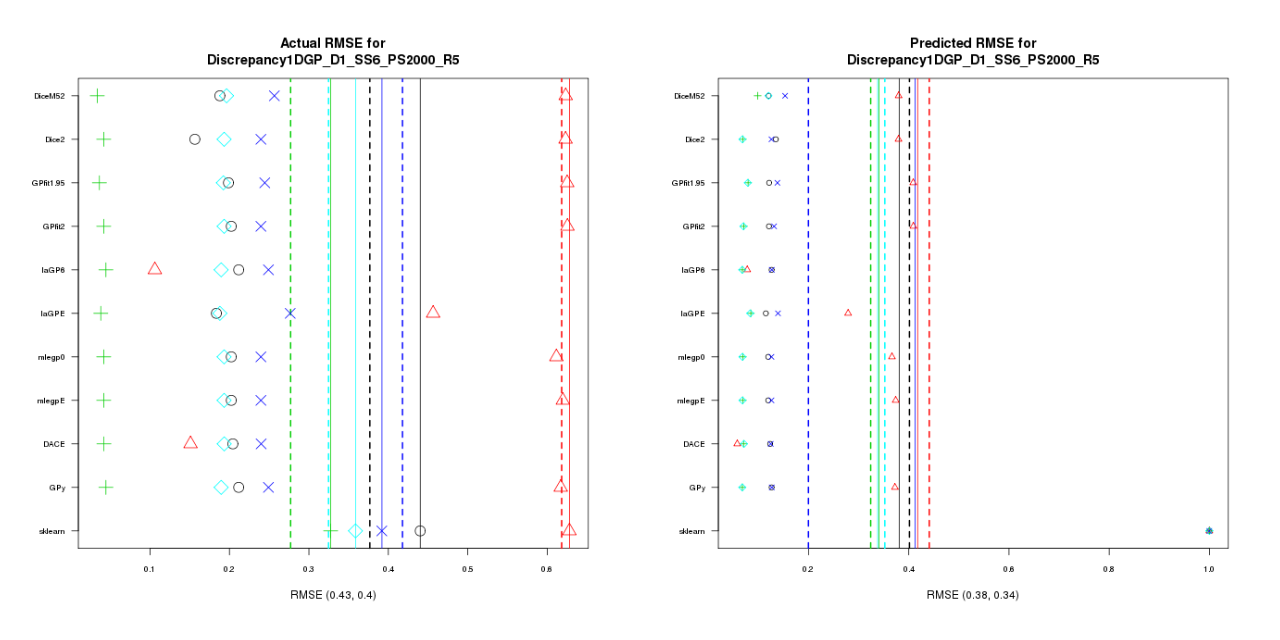 Actual RMSE for
Discrepancy1DGP_D1_SS6_PS2000_R5
DiceM52
Dice2
GPfit1.95
GPfit2
laGP6
laGPE
mlegp0
mlegpE
DACE
GPy
sklearn
0.1 0.2 0.3 0.4 0.5 0.6
RMSE (0.43, 0.4)
Predicted RMSE for
Discrepancy1DGP_D1_SS6_PS2000_R5
DiceM52
Dice2
GPfit1.95
GPfit2
laGP6
laGPE
mlegp0
mlegpE
DACE
GPy
sklearn
0.2 0.4 0.6 0.8 1.0
RMSE (0.38, 0.34)